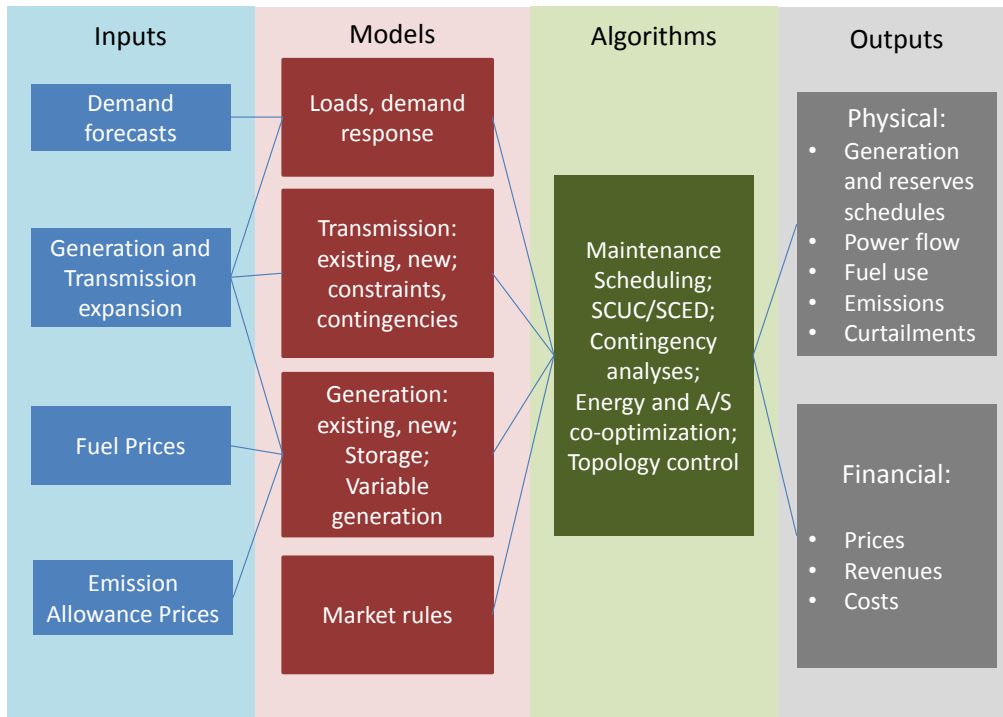 Inputs
Models
Algorithms
Outputs
Demand
forecasts
Generation and
Transmission
expansion
Fuel Prices
Emission
Allowance Prices
Loads, demand
response
Transmission:
existing, new;
constraints,
contingencies
Generation:
existing, new;
Storage;
Variable
generation
Market rules
Maintenance
Scheduling;
SCUC/SCED;
Contingency
analyses;
Energy and A/S
co-optimization;
Topology control
Physical:
• Generation
and reserves
schedules
• Power flow
• Fuel use
• Emissions
• Curtailments
Financial:
• Prices
• Revenues
• Costs